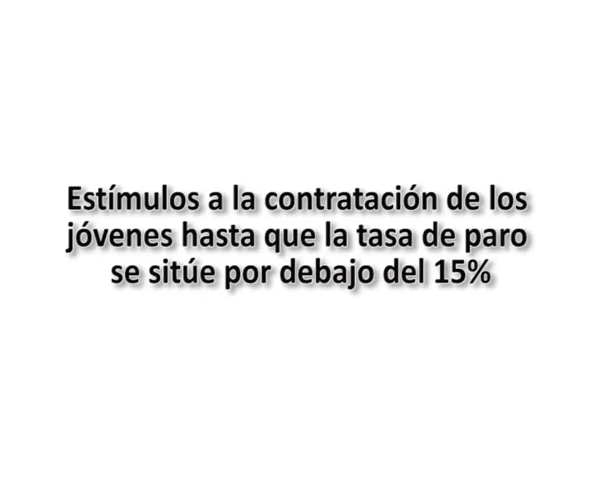 Estímulos a la contratación de los
jóvenes hasta que la tasa de paro
se sitúe por debajo del 15%